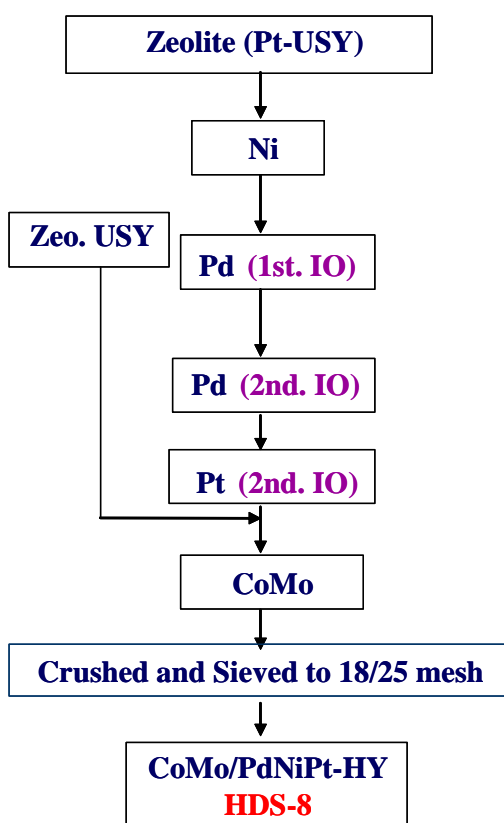 Zeolite (Pt-USY)
Ni
Zeo. USY
Pd (1st. IO)
Pd (2nd. IO)
Pt (2nd. IO)
CoMo
Crushed and Sieved to 18/25 mesh
CoMo/PdNiPt-HY
HDS-8